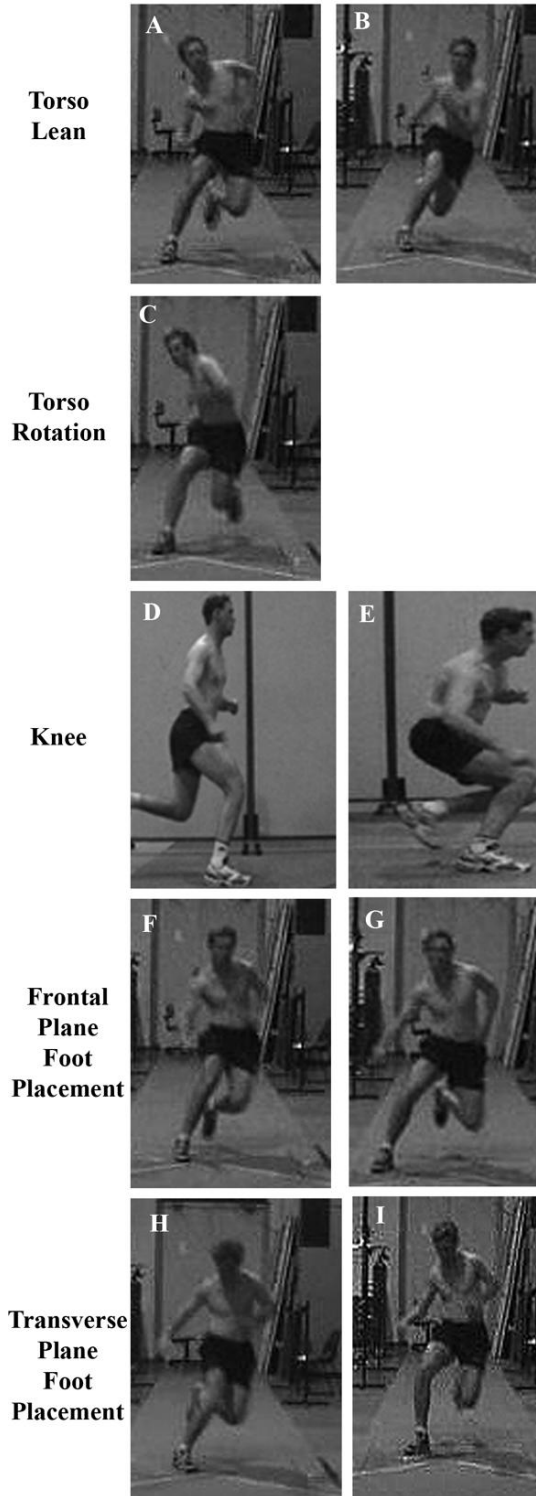 A
B
Torso
Lean
C
Torso
Rotation
D
E
Knee
F
G
Frontal
Plane
Foot
Placement
H
I
Transverse
Plane
Foot
Placement